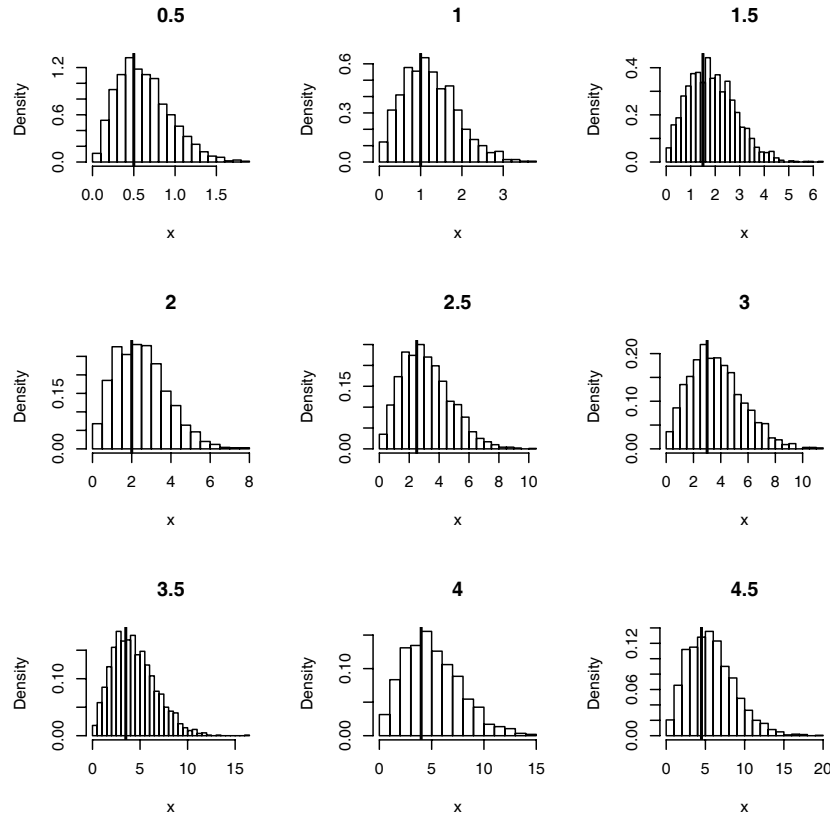 0.5 1 1.5
Density 0.0 0.6 1.2 Density 0.0 0.3 0.6 Density 0.0 0.2 0.4
0.0 0.5 1.0 1.5 0 1 2 3 0 1 2 3 4 5 6
x x x
2 2.5 3
Density 0.00 0.15 Density 0.00 0.15 Density 0.00 0.10 0.20
0 2 4 6 8 0 2 4 6 8 10 0 2 4 6 8 10
x x x
3.5 4 4.5
Density 0.00 0.10 Density 0.00 0.10 Density 0.00 0.06 0.12
0 5 10 15 0 5 10 15 0 5 10 15 20
x x x